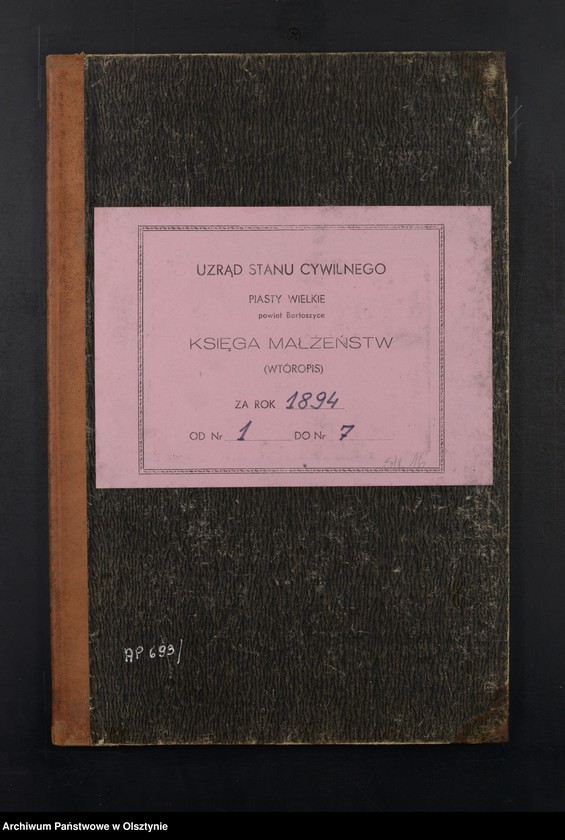 UZRĄD STANU CYWILNEGO
PIASTY WIELKIE
powiat Bartoszyce
KSIĘGA MAŁŻEŃSTW
(WTÓROPIS)
ZA ROK 1894
OD Nr 1 DO Nr 7
AP 693/
Archiwum Państwowe w Olsztynie